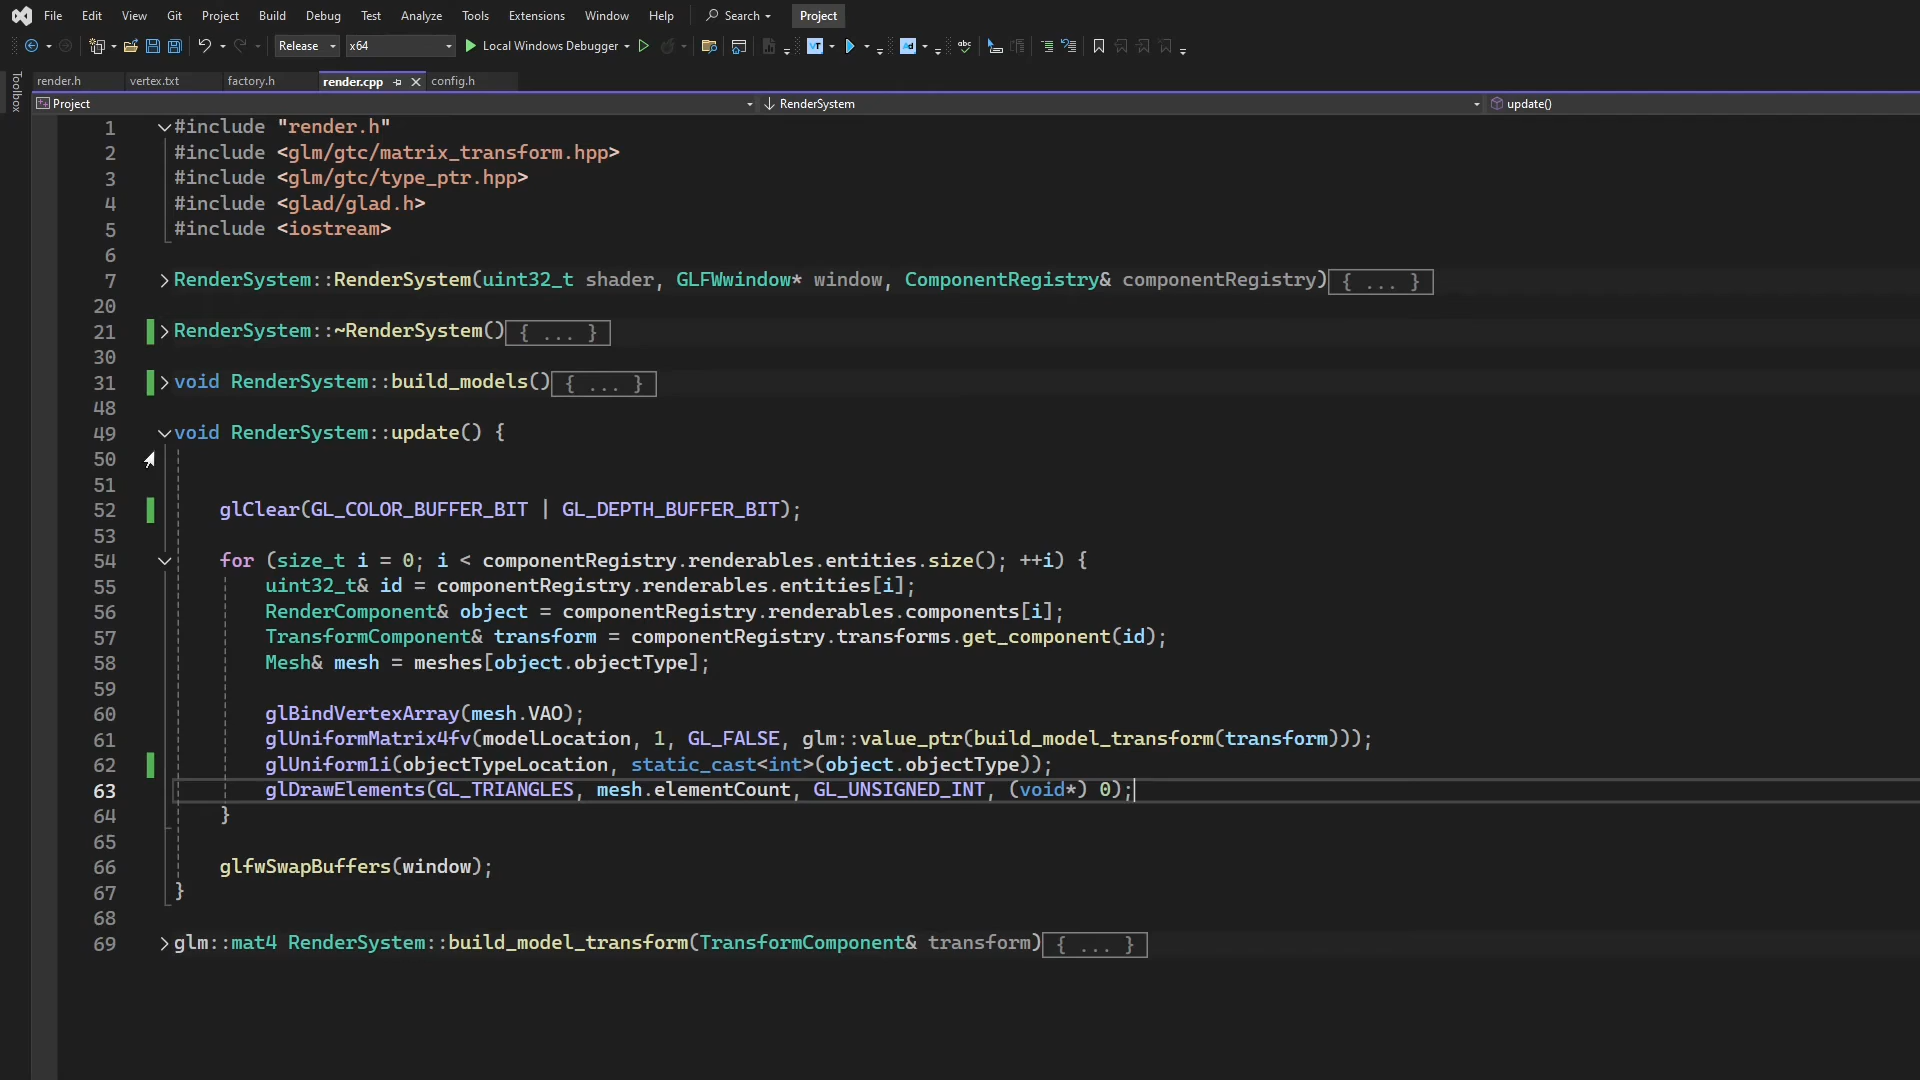 File Edit View Git Project Build Debug Test Analyze Tools Extensions Window Help Search Project
Release x64 Local Windows Debugger
Toolbox
render.h vertex.txt factory.h render.cpp config.h
Project RenderSystem update()
1 #include "render.h"
2 #include <glm/gtc/matrix_transform.hpp>
3 #include <glm/gtc/type_ptr.hpp>
4 #include <glad/glad.h>
5 #include <iostream>
6
7 RenderSystem::RenderSystem(uint32_t shader, GLFWwindow* window, ComponentRegistry& componentRegistry){ ... }
20
21 RenderSystem::~RenderSystem(){ ... }
30
31 void RenderSystem::build_models(){ ... }
48
49 void RenderSystem::update() {
50
51
52 glClear(GL_COLOR_BUFFER_BIT | GL_DEPTH_BUFFER_BIT);
53
54 for (size_t i = 0; i < componentRegistry.renderables.entities.size(); ++i) {
55 uint32_t& id = componentRegistry.renderables.entities[i];
56 RenderComponent& object = componentRegistry.renderables.components[i];
57 TransformComponent& transform = componentRegistry.transforms.get_component(id);
58 Mesh& mesh = meshes[object.objectType];
59
60 glBindVertexArray(mesh.VAO);
61 glUniformMatrix4fv(modelLocation, 1, GL_FALSE, glm::value_ptr(build_model_transform(transform)));
62 glUniform1i(objectTypeLocation, static_cast<int>(object.objectType));
63 glDrawElements(GL_TRIANGLES, mesh.elementCount, GL_UNSIGNED_INT, (void*) 0);
64 }
65
66 glfwSwapBuffers(window);
67 }
68
69 glm::mat4 RenderSystem::build_model_transform(TransformComponent& transform){ ... }